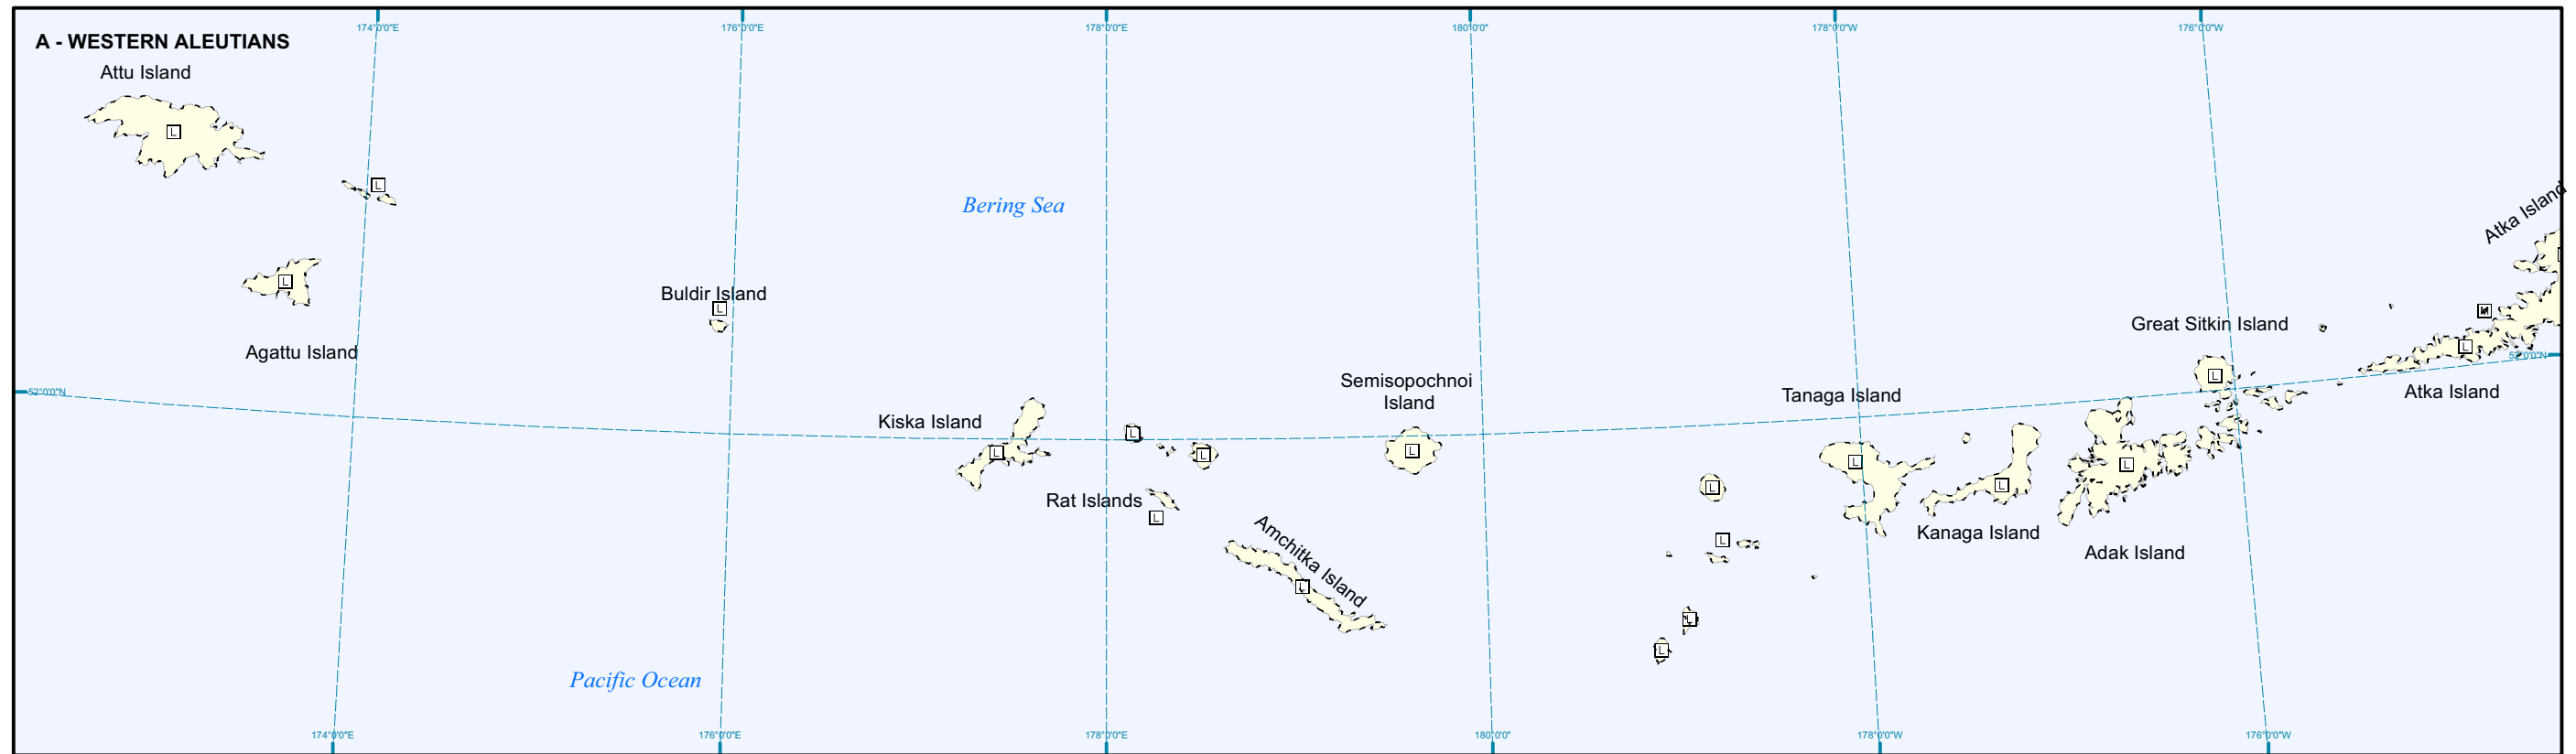 174°0'0"E
176°0'0"E
178°0'0"E
180°0'0"
178°0'0"W
176°0'0"W
A - WESTERN ALEUTIANS
Attu Island
L
L
Bering Sea
Atka Island
L
Agattu Island
Buldir Island
L
Great Sitkin Island
L
52°0'0"N
Atka Island
52°0'0"N
Semisopochnoi
Island
L
Tanaga Island
L
L
Kiska Island
L
L
L
Rat Islands
L
L
L
Kanaga Island
L
Adak Island
L
Amchitka Island
L
L
L
L
Pacific Ocean
174°0'0"E
176°0'0"E
178°0'0"E
180°0'0"
178°0'0"W
176°0'0"W